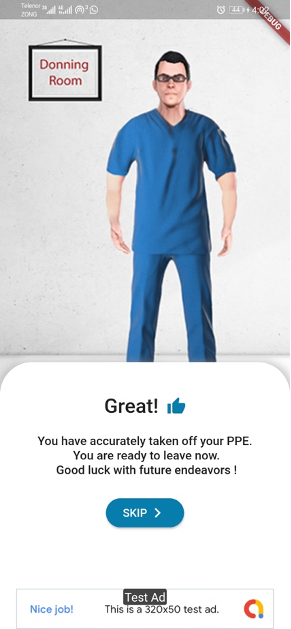 Telenor
ZONG
44
4:02
DEBUG
Donning
Room
Great!
You have accurately taken off your PPE.
You are ready to leave now.
Good luck with future endeavors !
SKIP
Test Ad
Nice job!
This is a 320x50 test ad.